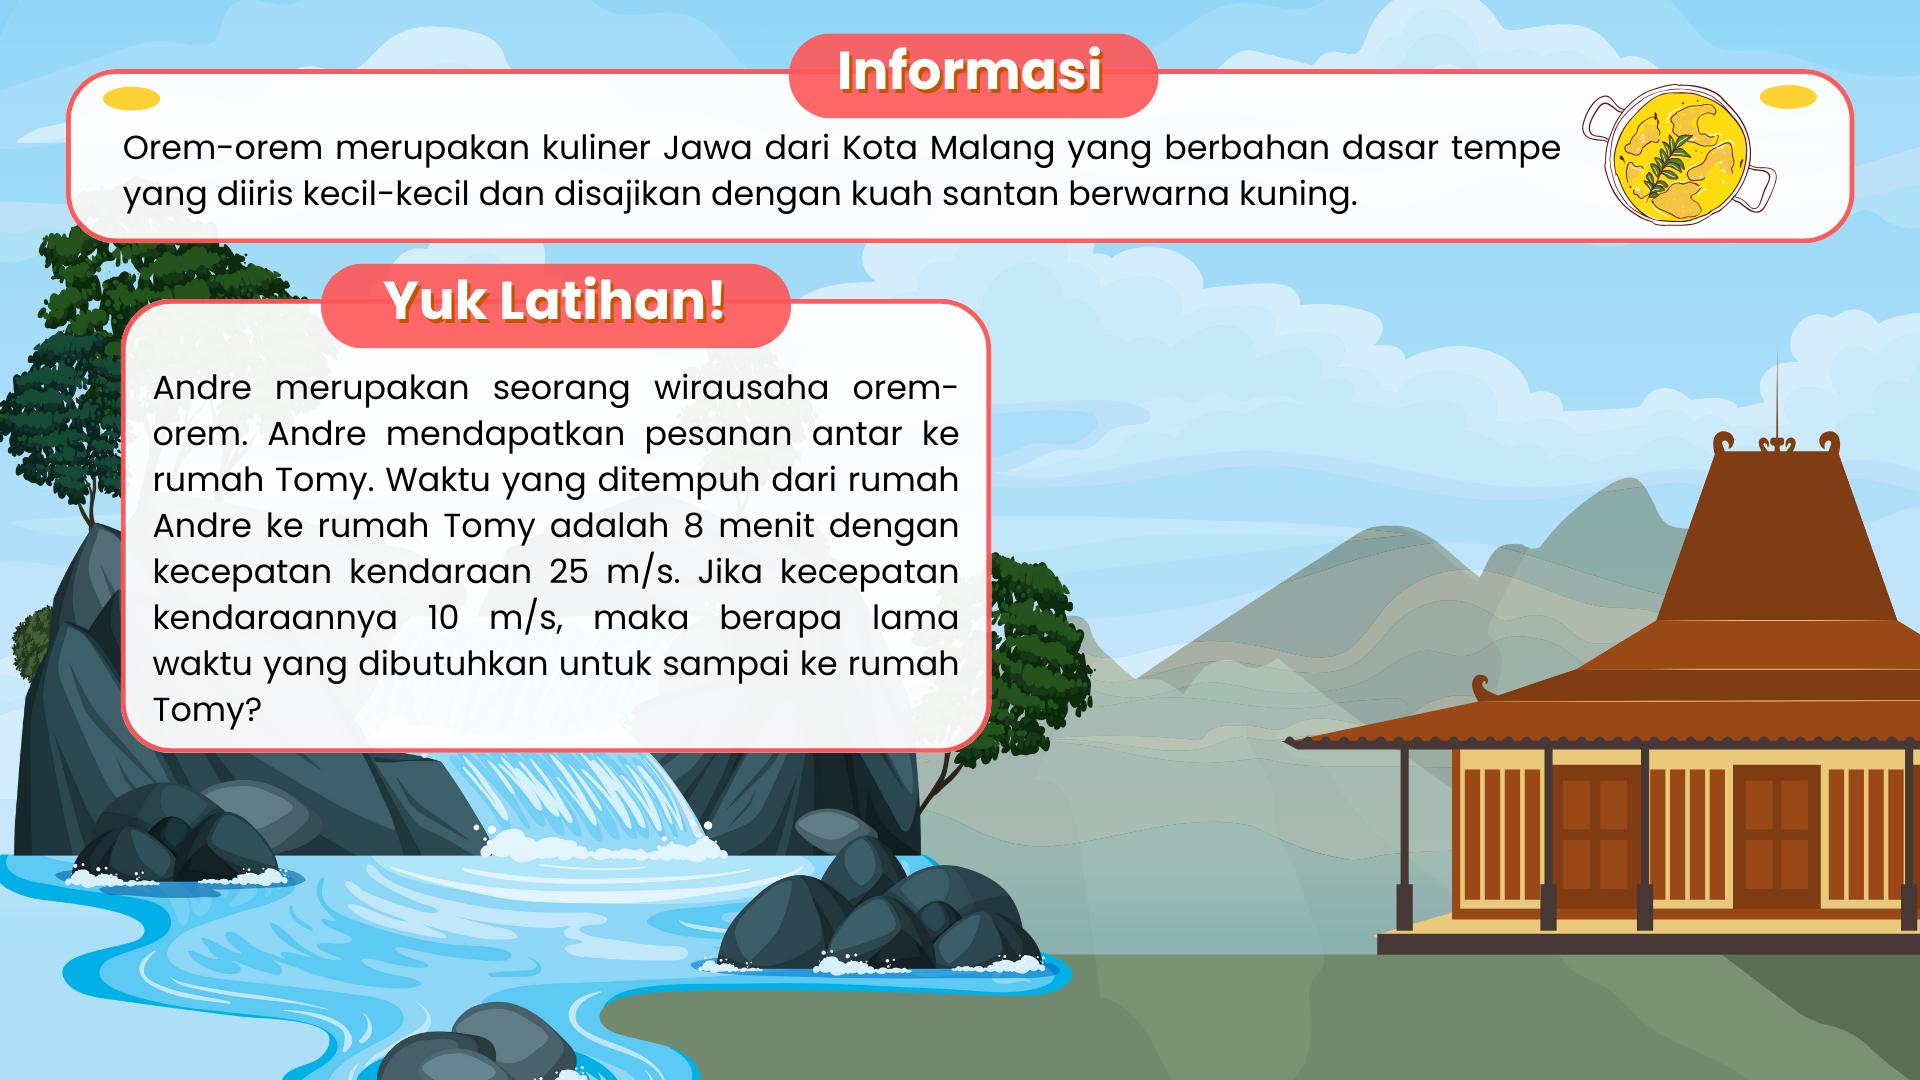 Informasi
Orem-orem merupakan kuliner Jawa dari Kota Malang yang berbahan dasar tempe
yang diiris kecil-kecil dan disajikan dengan kuah santan berwarna kuning.
Yuk Latihan!
Andre merupakan seorang wirausaha orem-
orem. Andre mendapatkan pesanan antar ke
rumah Tomy. Waktu yang ditempuh dari rumah
Andre ke rumah Tomy adalah 8 menit dengan
kecepatan kendaraan 25 m/s. Jika kecepatan
kendaraannya 10 m/s, maka berapa lama
waktu yang dibutuhkan untuk sampai ke rumah
Tomy?